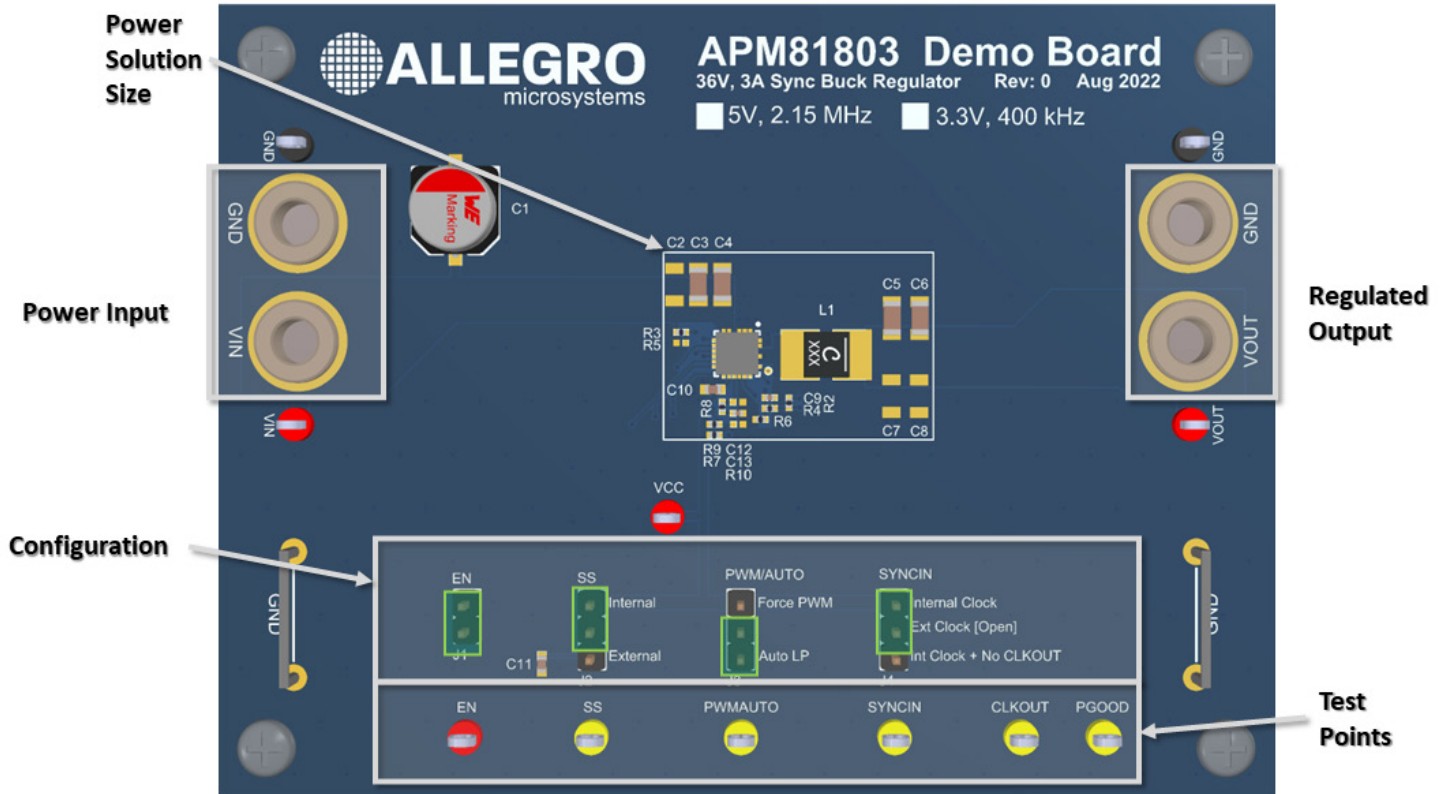 Power
Solution
Size
ALLEGRO
microsystems
APM81803 Demo Board
36V, 3A Sync Buck Regulator Rev: 0 Aug 2022
5V, 2.15 MHz 3.3V, 400 kHz
GND
GND
GND
VIN
VIN
Power Input
WE
Marking
C1
C2 C3 C4
C5 C6
L1
R3
R5
C
XXX
C10
R8
C9
R4
R2
R6
C7 C8
R9 C12
R7 C13
R10
GND
VOUT
VOUT
GND
Regulated
Output
VCC
Configuration
EN
SS
PWM/AUTO
SYNCIN
Internal
Force PWM
Internal Clock
Ext Clock [Open]
J1
C11
External
Auto LP
Int Clock + No CLKOUT
J2
J3
J4
GND
GND
EN SS PWMAUTO SYNCIN CLKOUT PGOOD
Test
Points